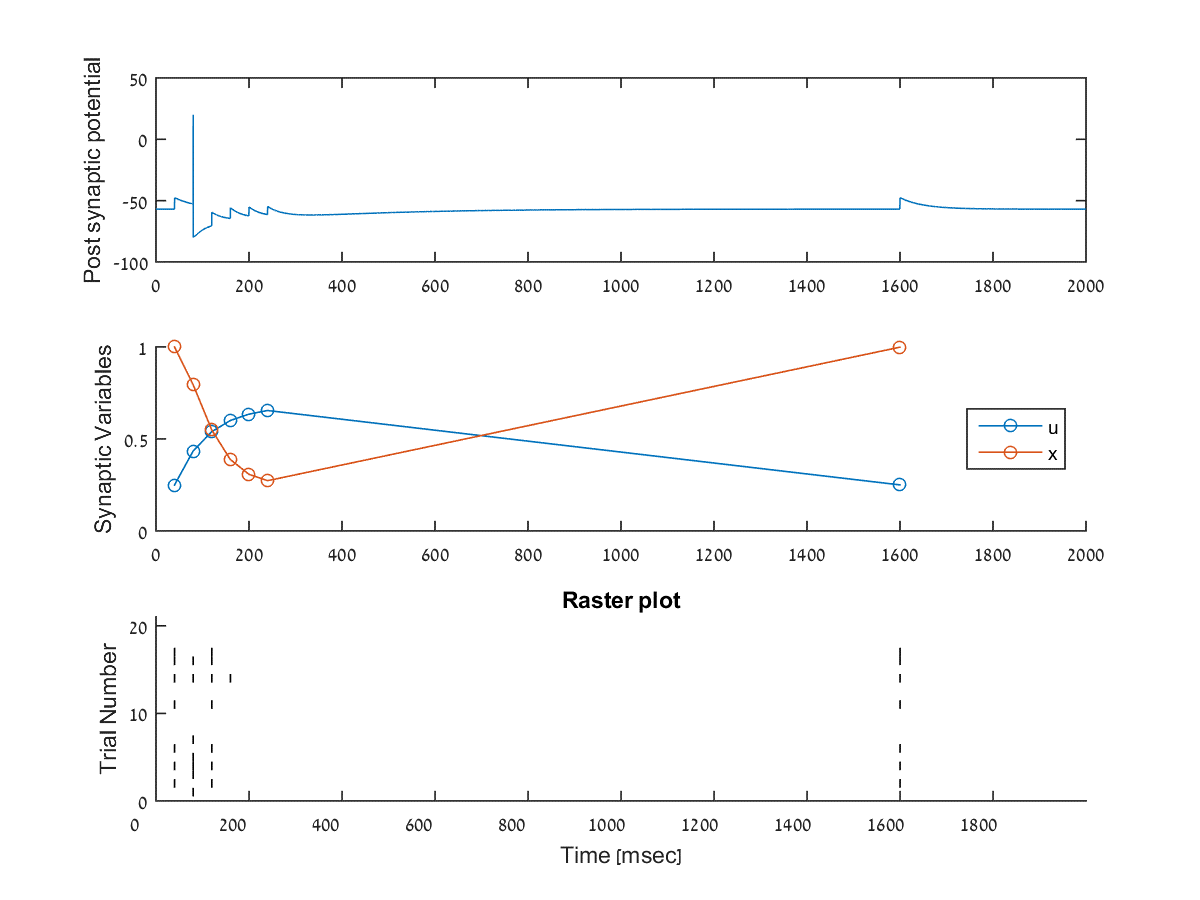 Post synaptic potential
50
0
-50
-100
0 200 400 600 800 1000 1200 1400 1600 1800 2000
Synaptic Variables
1
0.5
0
u
x
0 200 400 600 800 1000 1200 1400 1600 1800 2000
Raster plot
Trial Number
20
10
0
0 200 400 600 800 1000 1200 1400 1600 1800
Time [msec]